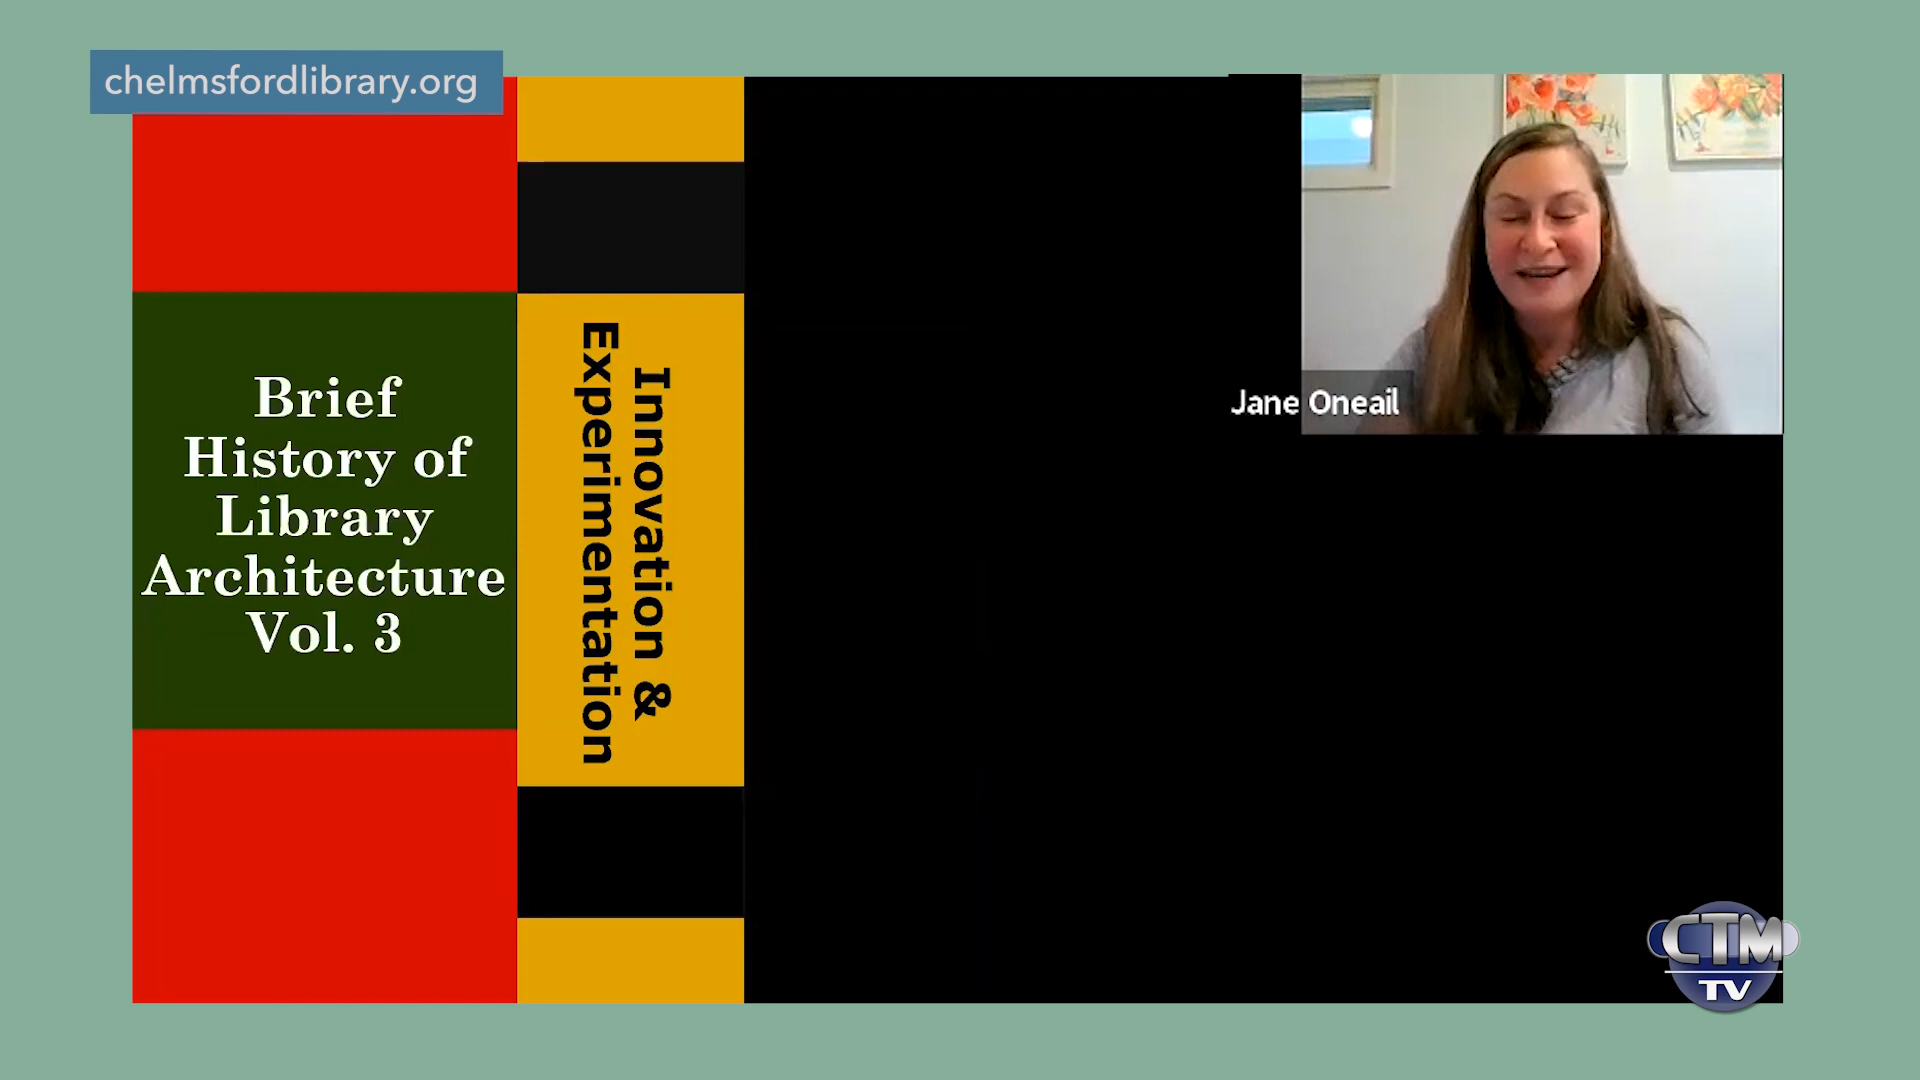 chelmsfordlibrary.org
Brief
History of
Library
Architecture
Vol. 3
Innovation &
Experimentation
Jane Oneail
CTM
TV